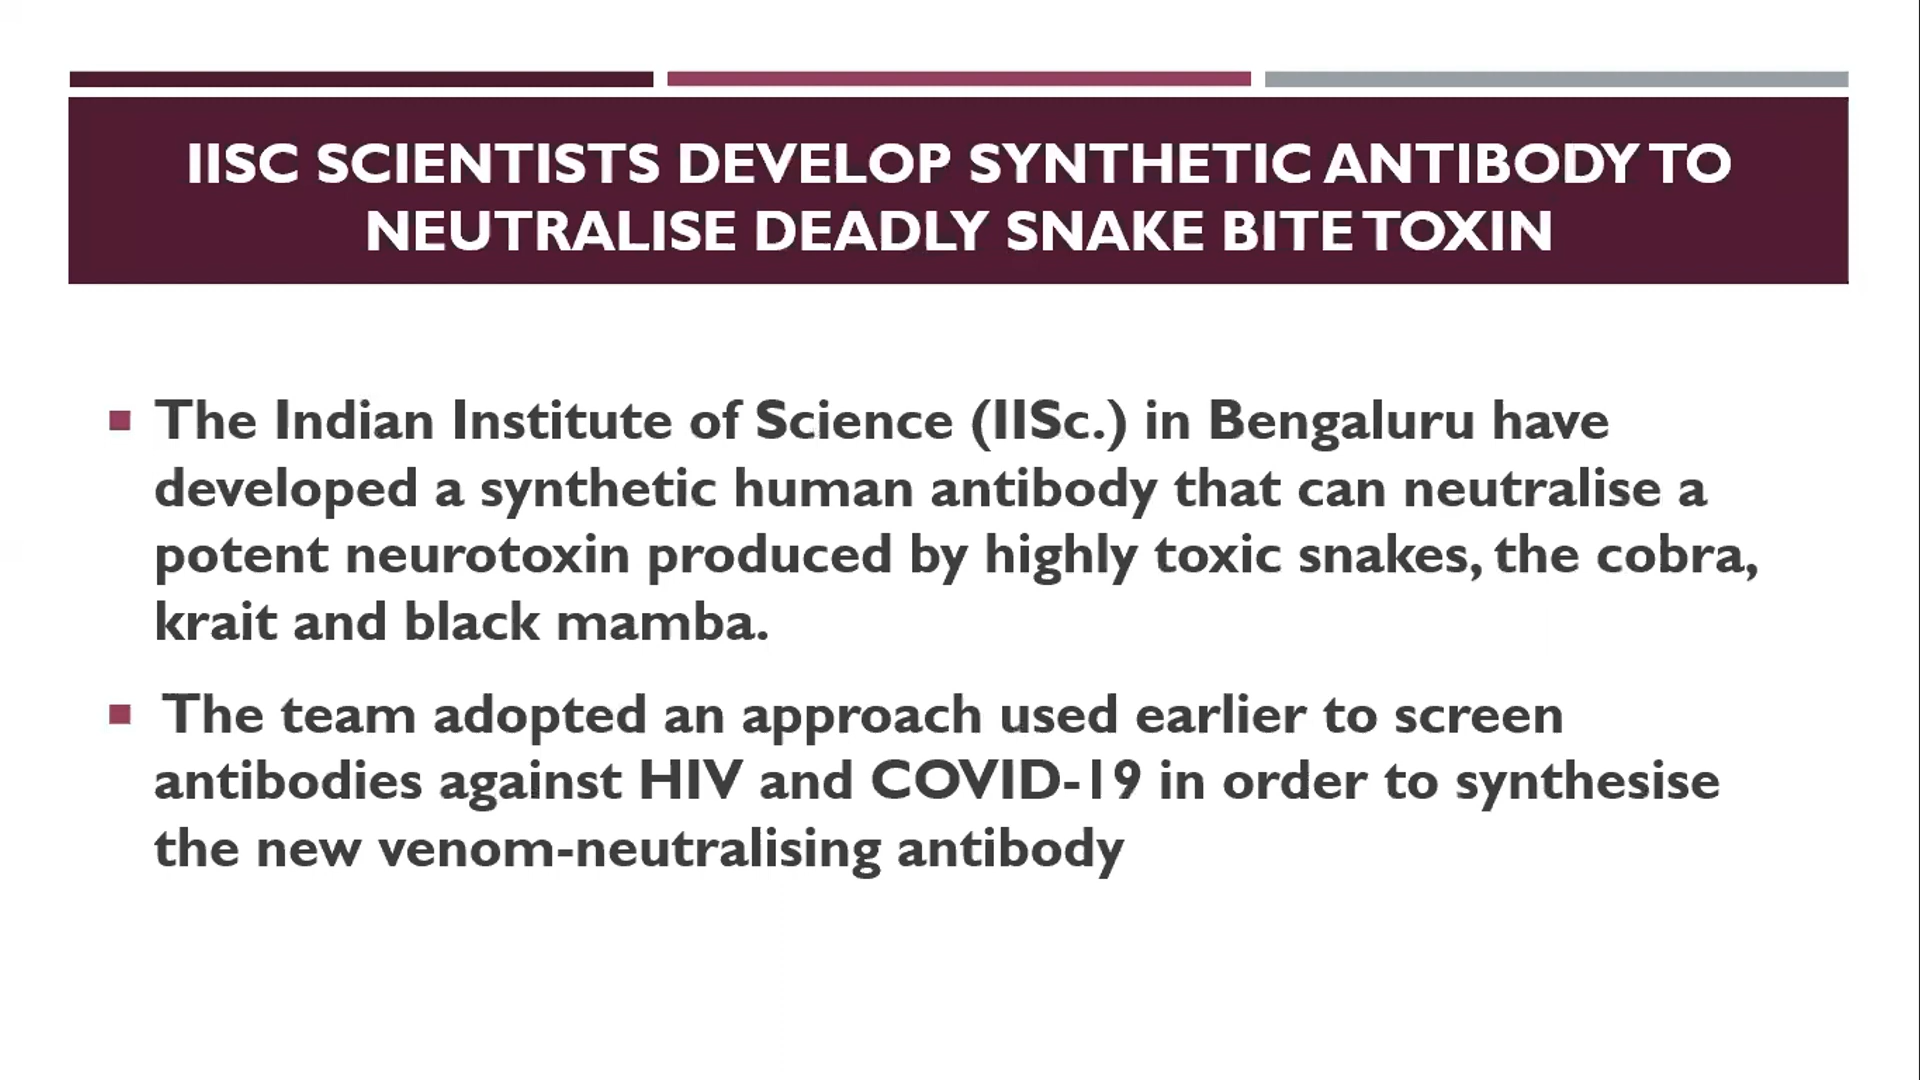 IISC SCIENTISTS DEVELOP SYNTHETIC ANTIBODY TO
NEUTRALISE DEADLY SNAKE BITE TOXIN
The Indian Institute of Science (IISc.) in Bengaluru have
developed a synthetic human antibody that can neutralise a
potent neurotoxin produced by highly toxic snakes, the cobra,
krait and black mamba.
The team adopted an approach used earlier to screen
antibodies against HIV and COVID-19 in order to synthesise
the new venom-neutralising antibody